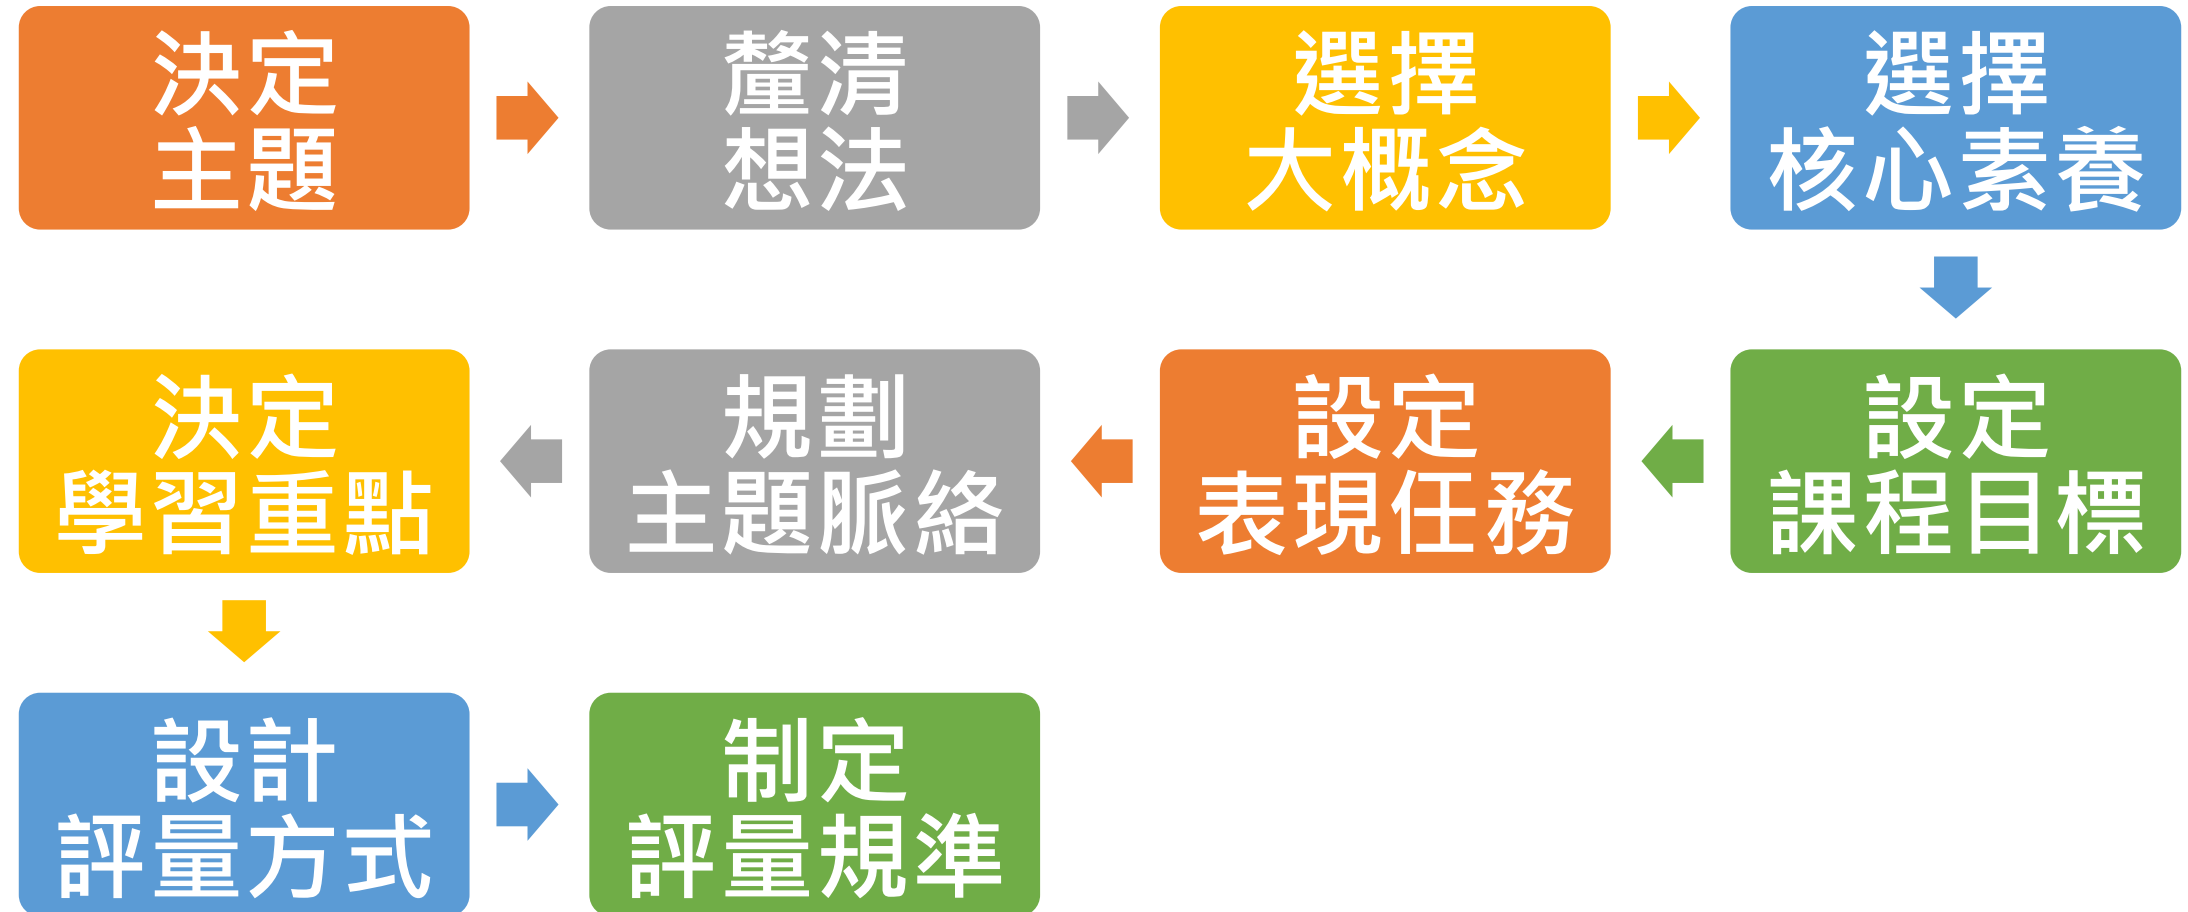 決定
主題
釐清
想法
選擇
大概念
選擇
核心素養
設定
課程目標
設定
表現任務
規劃
主題脈絡
決定
學習重點
設計
評量方式
制定
評量規準